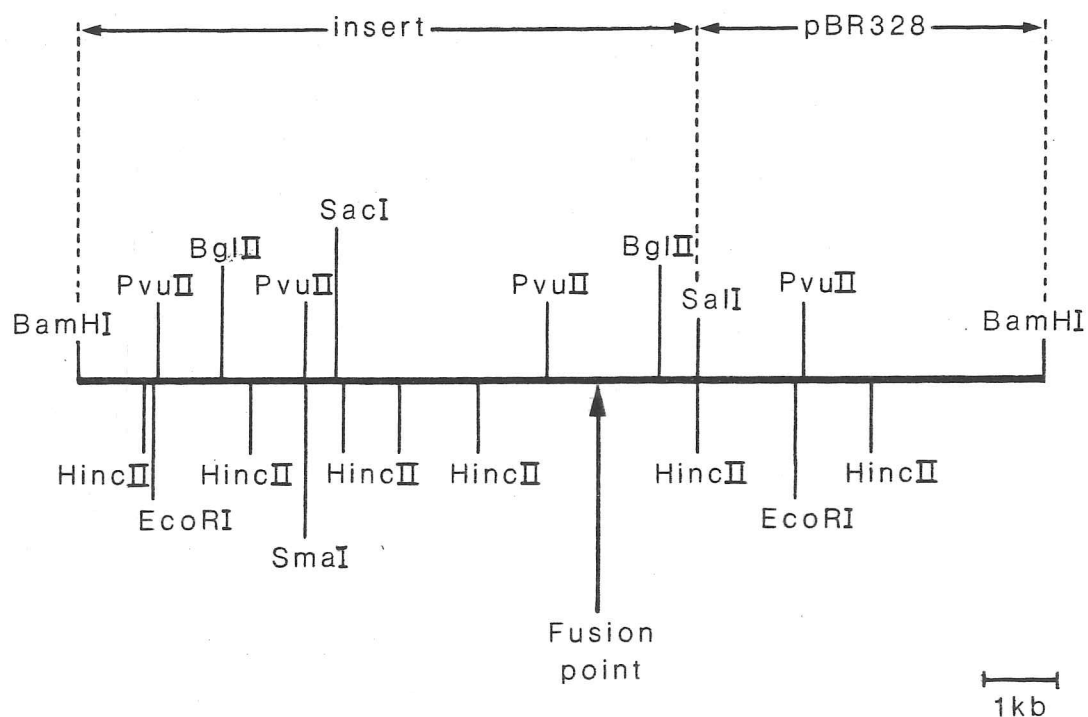 insert pBR328
SacI
BglII BglII
PvuII PvuII PvuII SalI PvuII
BamHI BamHI
HincII HincII HincII HincII HincII HincII
EcoRI EcoRI
SmaI
Fusion
point
1kb